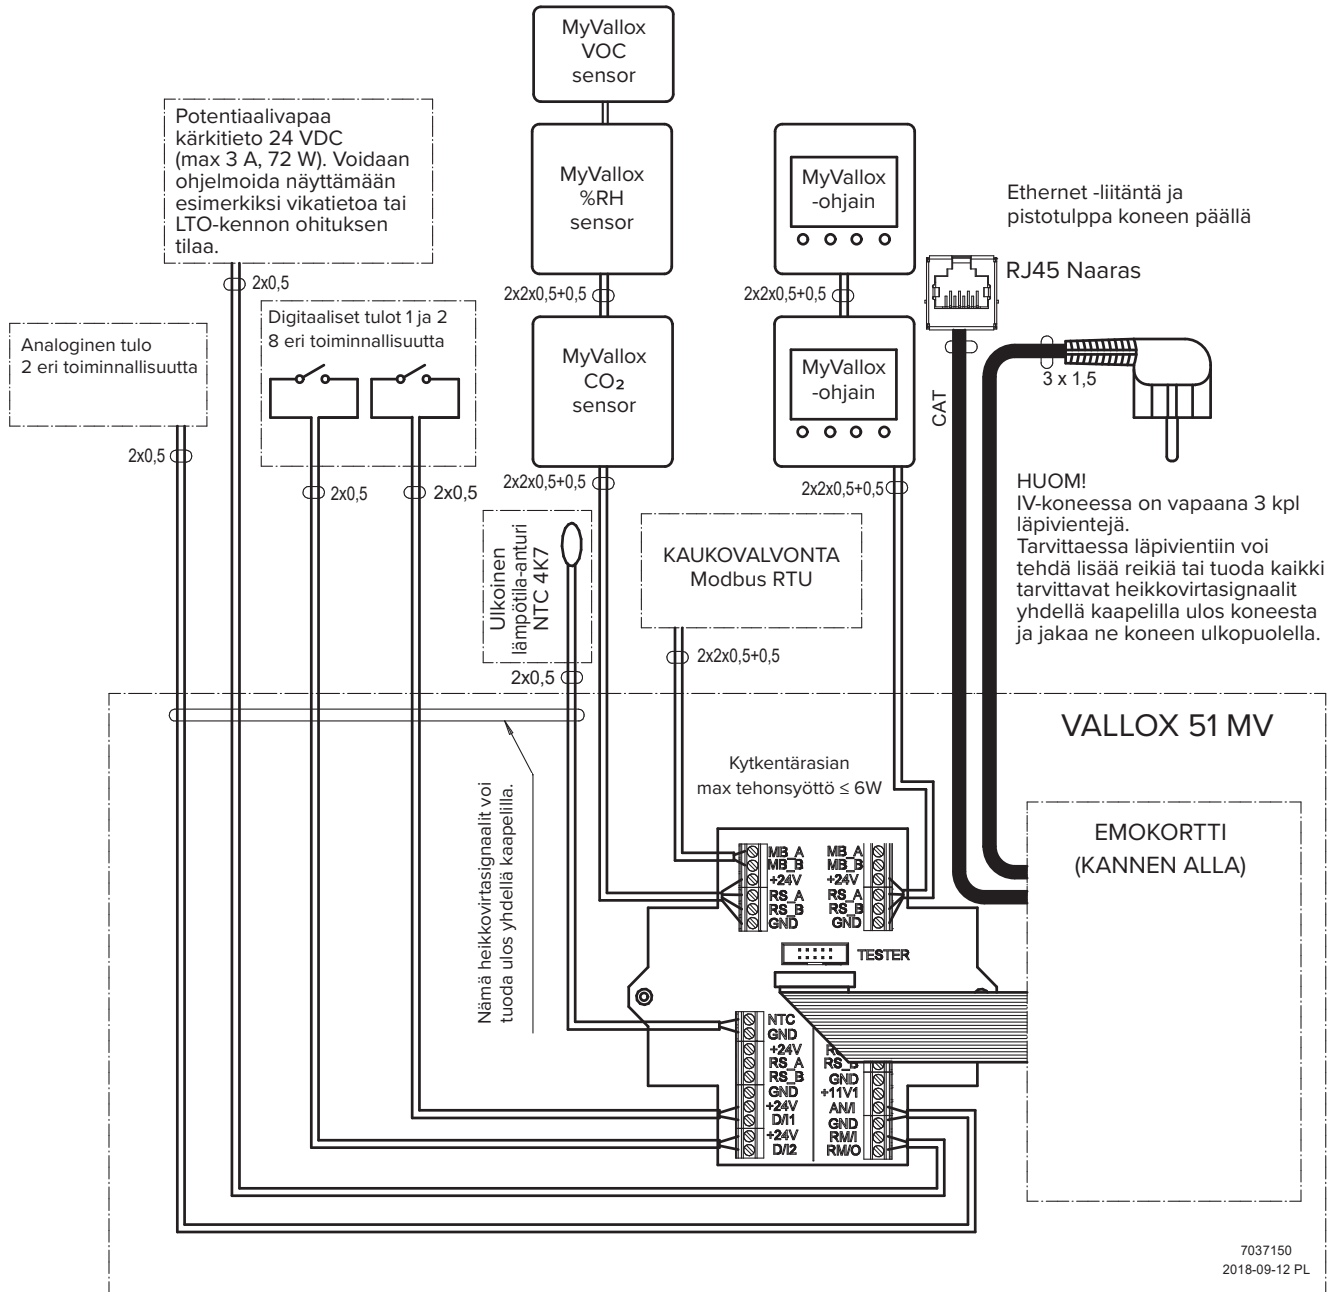 MyVallox
VOC
sensor
Potentiaalivapaa
kärkitieto 24 VDC
(max 3 A, 72 W). Voidaan
ohjelmoida näyttämään
esimerkiksi vikatietoa tai
LTO-kennon ohituksen
tilaa.
MyVallox
%RH
sensor
MyVallox
-ohjain
Ethernet -liitäntä ja
pistotulppa koneen päällä
RJ45 Naaras
2x0,5
2x2x0,5+0,5
2x2x0,5+0,5
Digitaaliset tulot 1 ja 2
8 eri toiminnallisuutta
Analoginen tulo
2 eri toiminnallisuutta
MyVallox
CO₂
sensor
MyVallox
-ohjain
3 x 1,5
CAT
2x0,5
2x0,5
2x0,5
2x2x0,5+0,5
2x2x0,5+0,5
HUOM!
IV-koneessa on vapaana 3 kpl
läpivientejä.
Tarvittaessa läpivientiin voi
tehdä lisää reikiä tai tuoda kaikki
tarvittavat heikkovirtasignaalit
yhdellä kaapelilla ulos koneesta
ja jakaa ne koneen ulkopuolella.
Ulkoinen
lämpötila-anturi
NTC 4K7
KAUKOVALVONTA
Modbus RTU
2x0,5
2x2x0,5+0,5
VALLOX 51 MV
Kytkentärasian
max tehonsyöttö ≤ 6W
Nämä heikkovirtasignaalit voi
tuoda ulos yhdellä kaapelilla.
EMOKORTTI
(KANNEN ALLA)
MB_A
MB_B
+24V
RS_A
RS_B
GND
MB_A
MB_B
+24V
RS_A
RS_B
GND
TESTER
NTC
GND
+24V
RS_A
RS_B
GND
+24V
D/I1
+24V
D/I2
RS_B
GND
+11V1
AN/I
GND
RM/I
RM/O
7037150
2018-09-12 PL